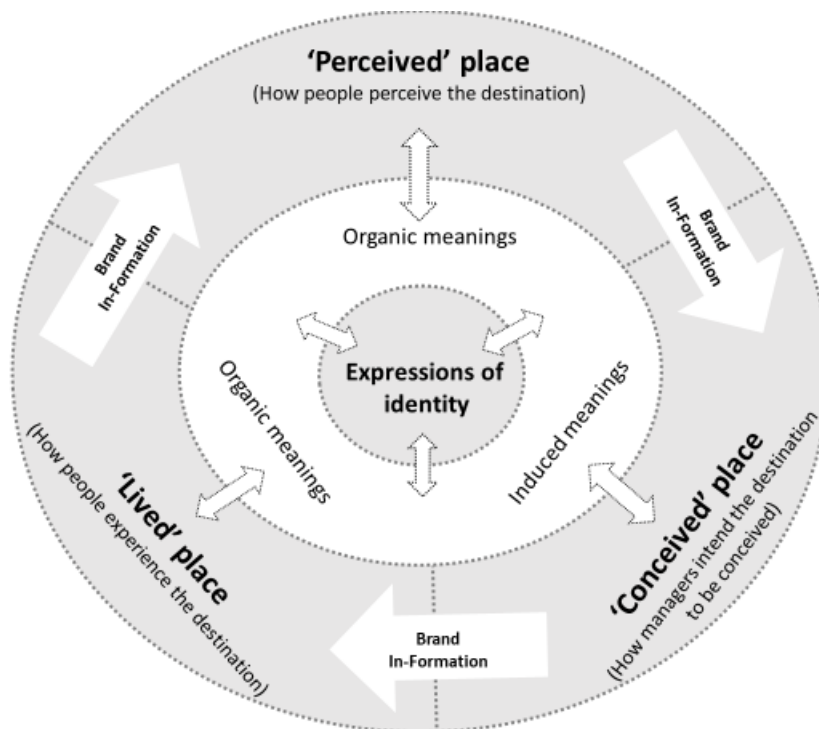 ‘Perceived’ place
(How people perceive the destination)
Brand
In-Formation
Brand
In-Formation
Organic meanings
Expressions of
identity
Organic meanings
Induced meanings
‘Lived’ place
(How people experience the destination)
‘Conceived’ place
(How managers intend the destination
to be conceived)
Brand
In-Formation